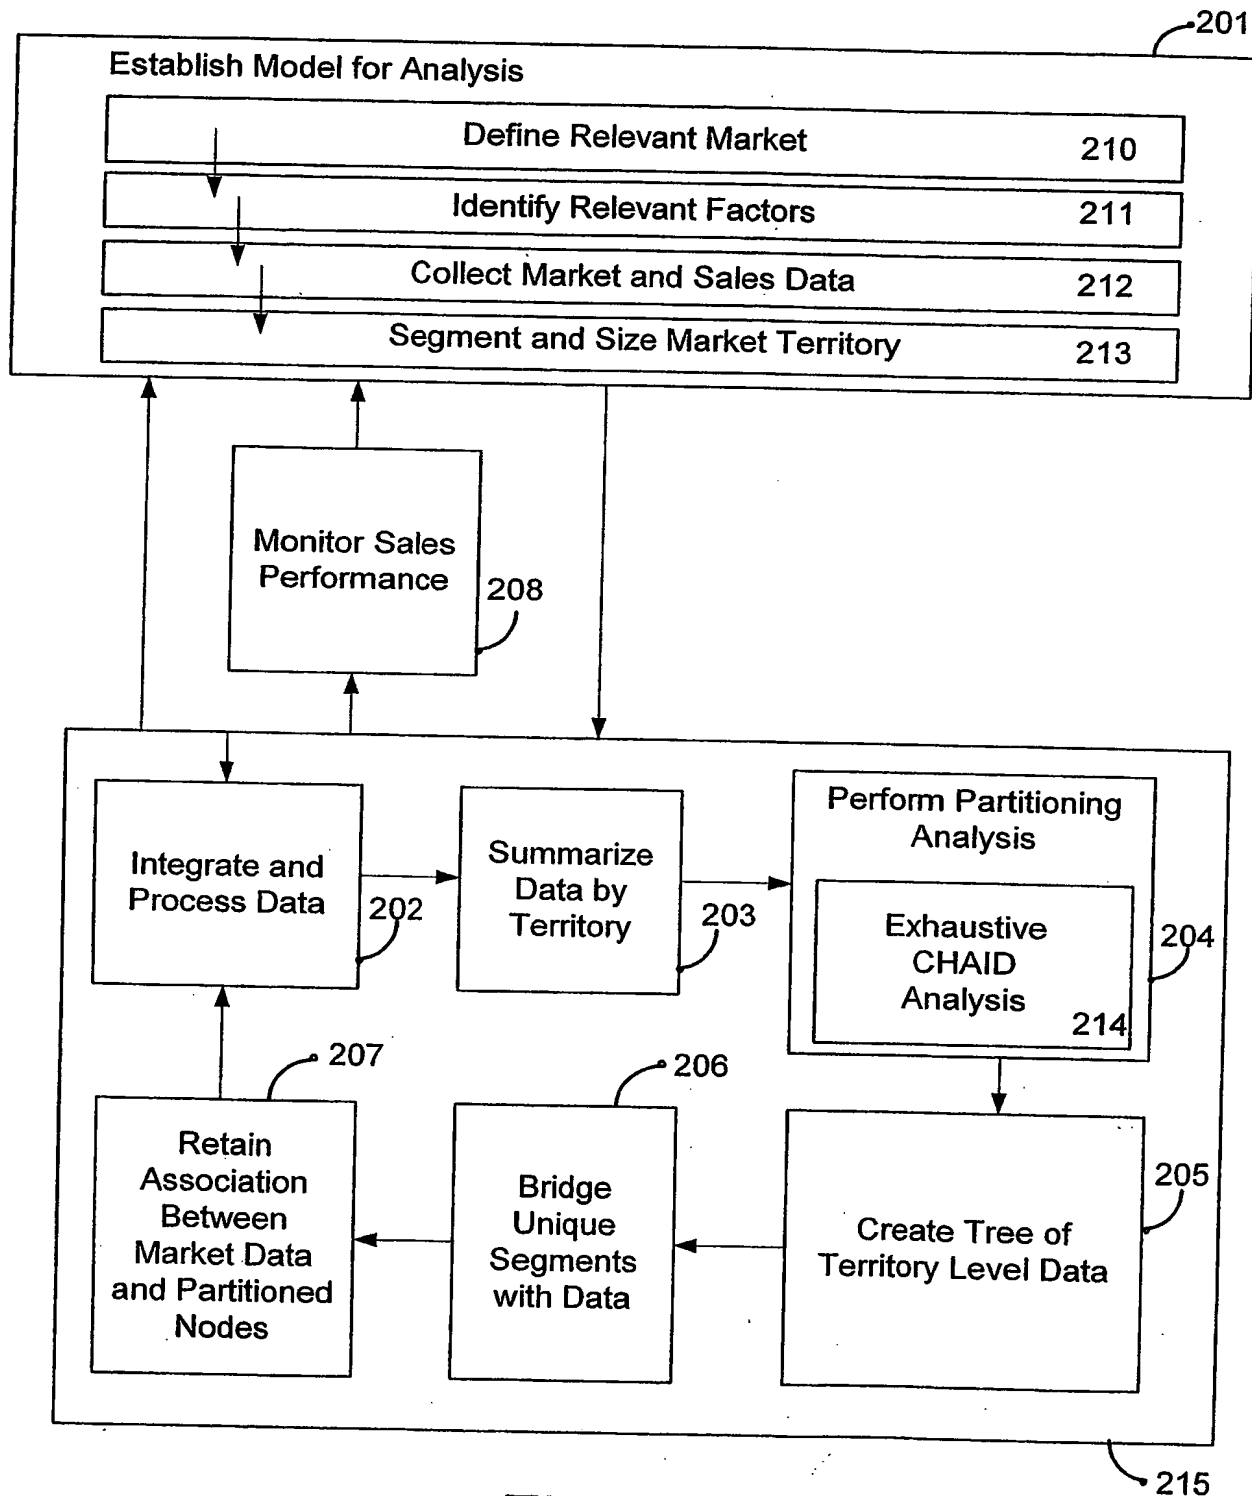 201
Establish Model for Analysis
Define Relevant Market 210
Identify Relevant Factors 211
Collect Market and Sales Data 212
Segment and Size Market Territory 213
Monitor Sales
Performance
208
Integrate and
Process Data
202
Summarize
Data by
Territory
203
Perform Partitioning
Analysis
Exhaustive
CHAID
Analysis
214
204
207
Retain
Association
Between
Market Data
and Partitioned
Nodes
206
Bridge
Unique
Segments
with Data
205
Create Tree of
Territory Level Data
215